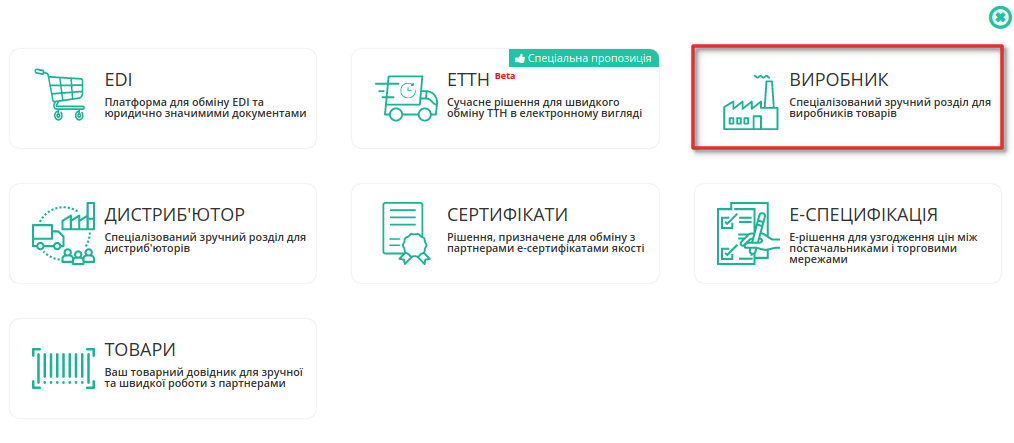 EDI
Платформа для обміну EDI та
юридично значимими документами
Спеціальна пропозиція
ЕТТН Beta
Сучасне рішення для швидкого
обміну ТТН в електронному вигляді
ВИРОБНИК
Спеціалізований зручний розділ для
виробників товарів
ДИСТРИБ'ЮТОР
Спеціалізований зручний розділ для
дистриб'юторів
СЕРТИФІКАТИ
Рішення, призначене для обміну з
партнерами е-сертифікатами якості
Е-СПЕЦИФІКАЦІЯ
Е-рішення для узгодження цін між
постачальниками і торговими
мережами
ТОВАРИ
Ваш товарний довідник для зручної
та швидкої роботи з партнерами